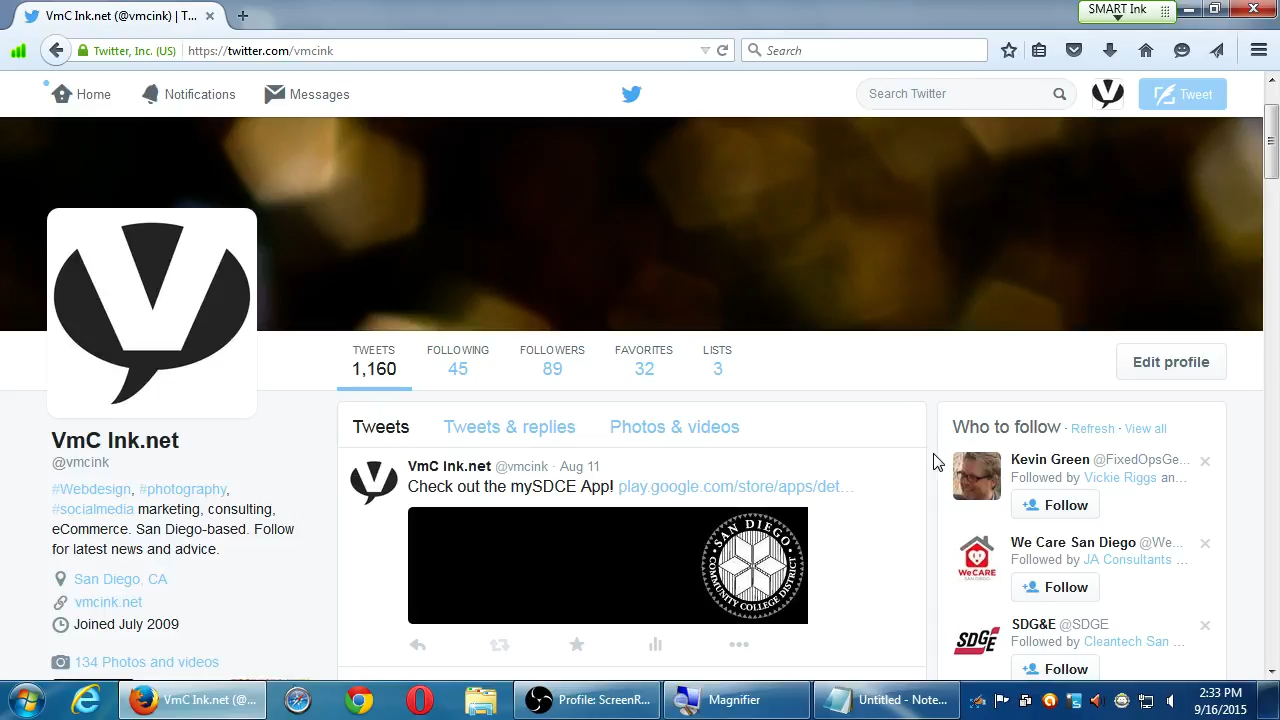 VmC Ink.net (@vmcink) | T...
SMART Ink
Twitter, Inc. (US)
https://twitter.com/vmcink
Search
Home
Notifications
Messages
Search Twitter
Tweet
TWEETS
1,160
FOLLOWING
45
FOLLOWERS
89
FAVORITES
32
LISTS
3
Edit profile
VmC Ink.net
@vmcink
#Webdesign, #photography,
#socialmedia marketing, consulting,
eCommerce. San Diego-based. Follow
for latest news and advice.
San Diego, CA
vmcink.net
Joined July 2009
134 Photos and videos
Tweets
Tweets & replies
Photos & videos
VmC Ink.net @vmcink · Aug 11
Check out the mySDCE App! play.google.com/store/apps/det...
SAN DIEGO
COMMUNITY COLLEGE DISTRICT
Who to follow · Refresh · View all
Kevin Green @FixedOpsGe...
Followed by Vickie Riggs an...
Follow
We Care San Diego @We...
Followed by JA Consultants ...
WeCARE
SAN DIEGO
Follow
SDG&E @SDGE
Followed by Cleantech San ...
SDGE
Follow
VmC Ink.net (@...
Profile: ScreenR...
Magnifier
Untitled - Note...
2:33 PM
9/16/2015